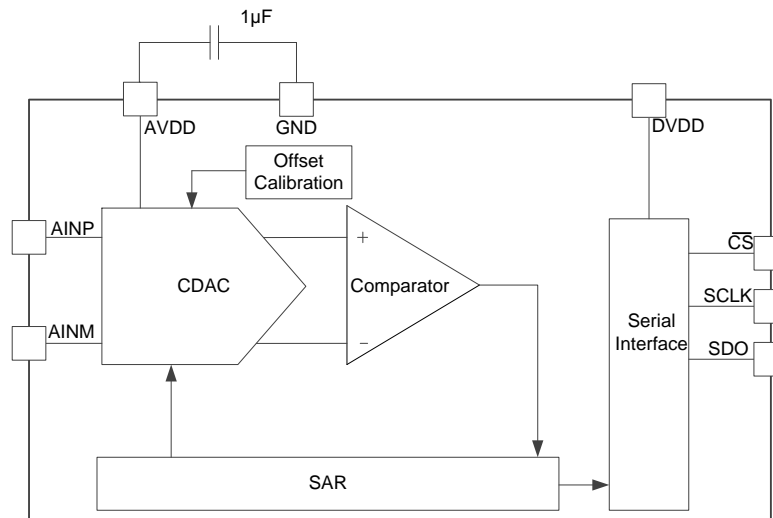 1µF
AVDD
GND
DVDD
Offset
Calibration
AINP
+
CS
CDAC
Comparator
SCLK
Serial
Interface
AINM
−
SDO
SAR